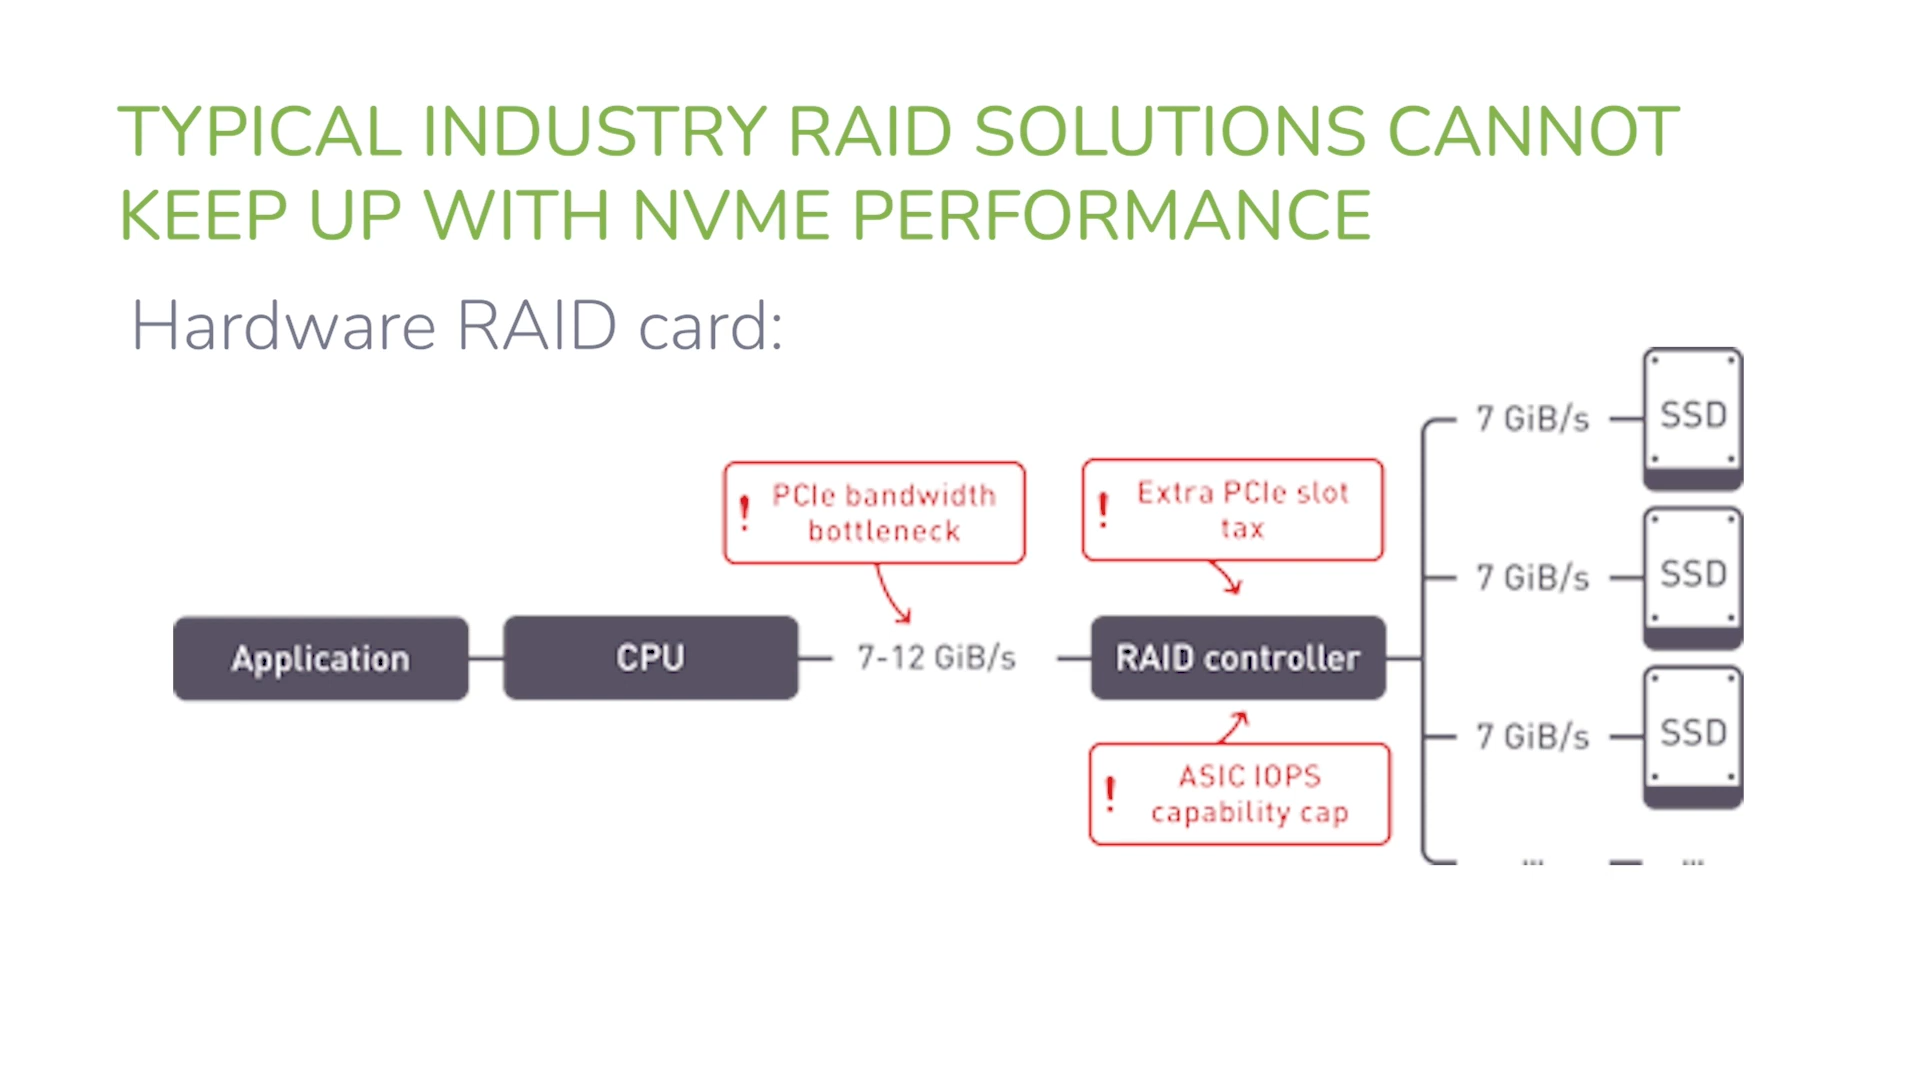 TYPICAL INDUSTRY RAID SOLUTIONS CANNOT
KEEP UP WITH NVME PERFORMANCE
Hardware RAID card:
! PCIe bandwidth
bottleneck
! Extra PCIe slot
tax
Application
CPU
7-12 GiB/s
RAID controller
! ASIC IOPS
capability cap
7 GiB/s
SSD
7 GiB/s
SSD
7 GiB/s
SSD
... ...